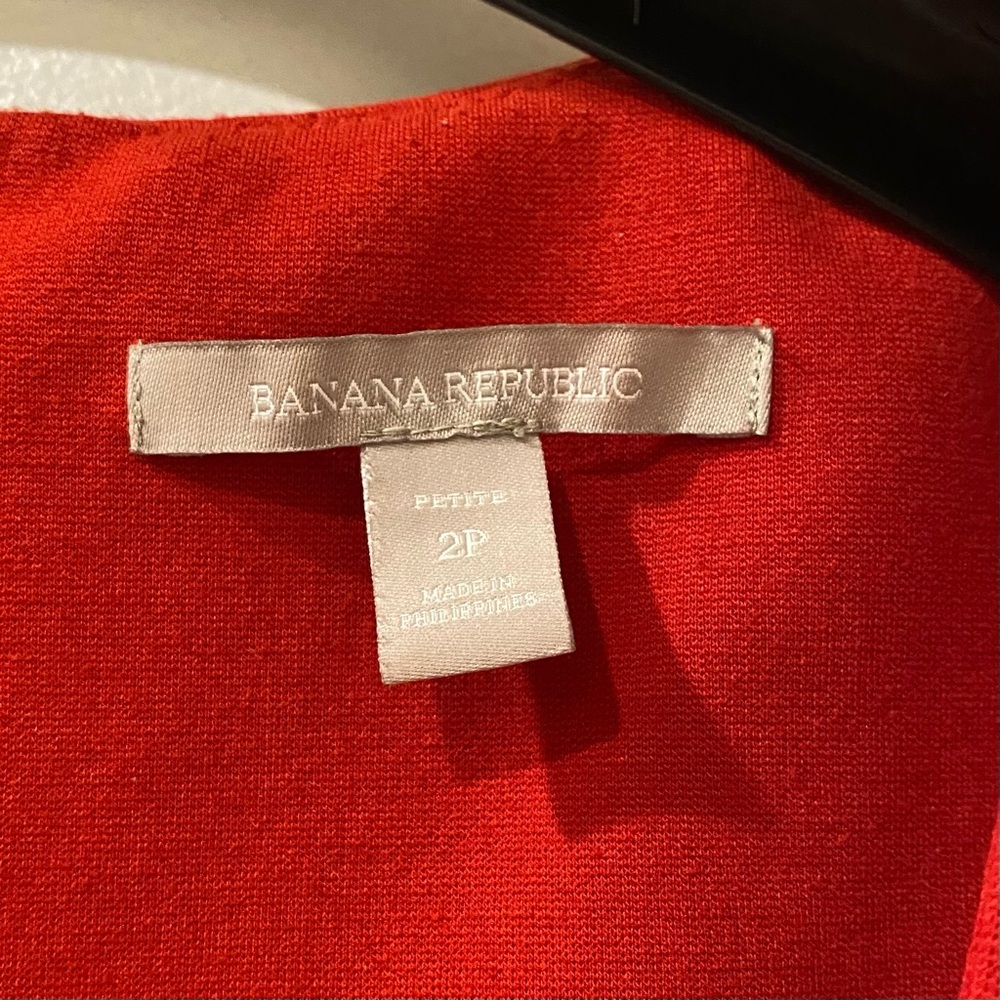 BANANA REPUBLIC
PETITE
2P
MADE IN
PHILIPPINES